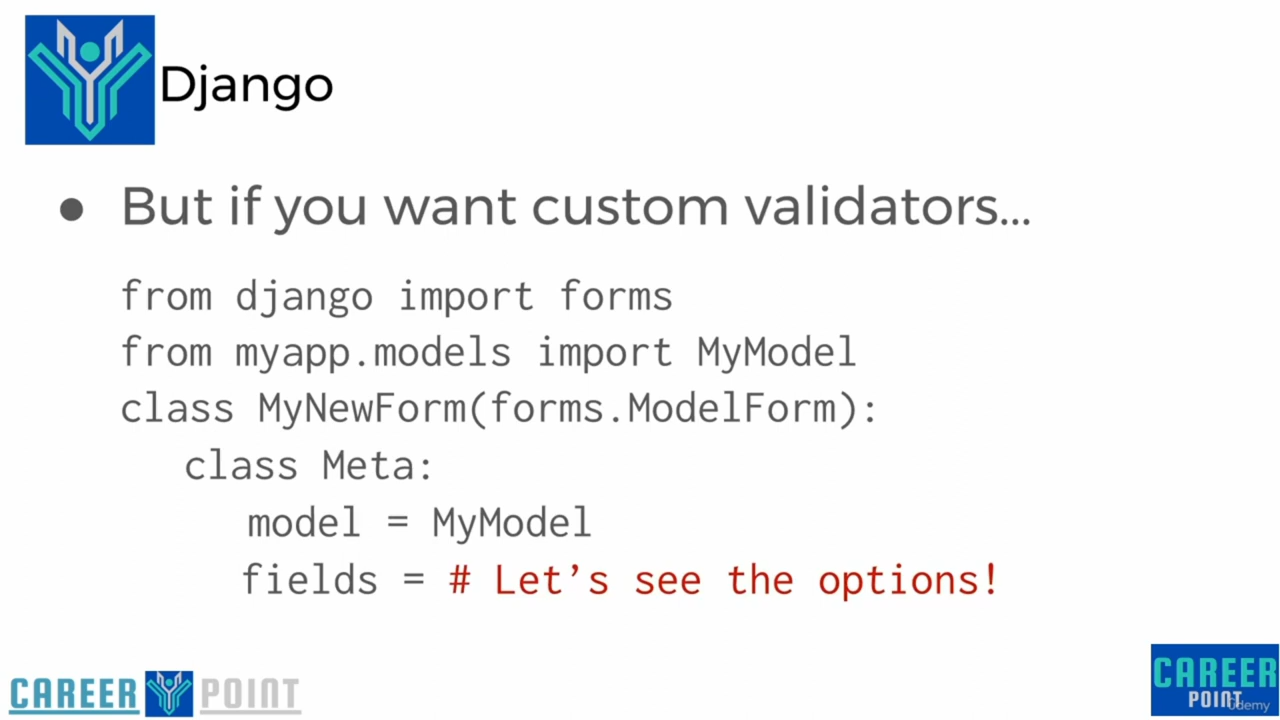 Django
● But if you want custom validators...
from django import forms
from myapp.models import MyModel
class MyNewForm(forms.ModelForm):
class Meta:
model = MyModel
fields = # Let’s see the options!
CAREER POINT
CAREER
POINT
Udemy